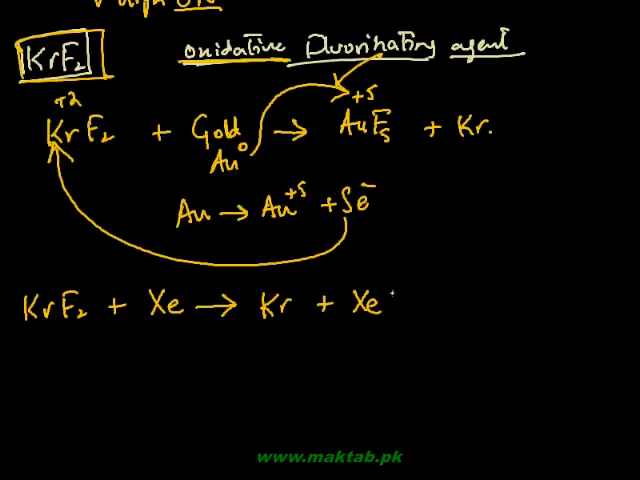 KrF2 oxidative fluorinating agent
+2 +5
KrF2 + Gold → AuF5 + Kr.
Au0
Au → Au+5 + 5e-
KrF2 + Xe → Kr + Xe
www.maktab.pk